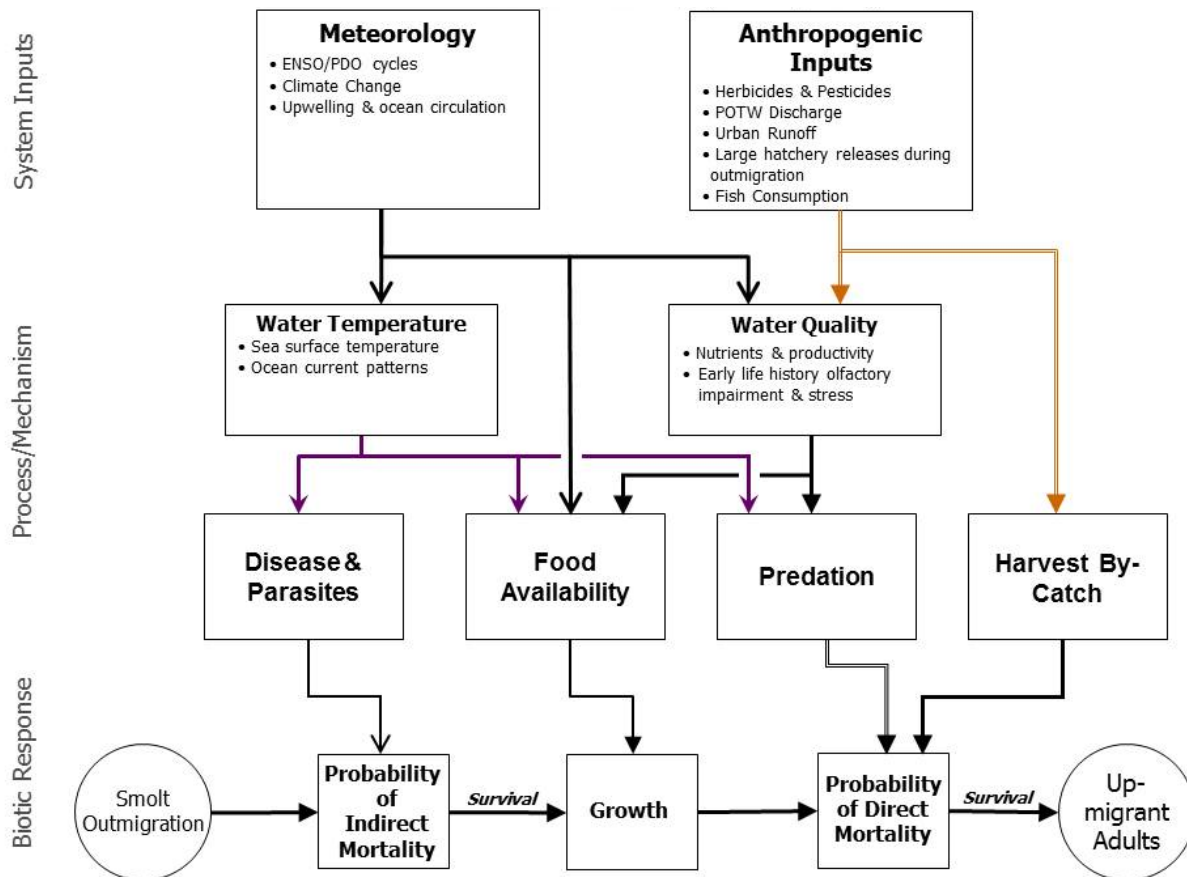 System Inputs
Meteorology
• ENSO/PDO cycles
• Climate Change
• Upwelling & ocean circulation
Anthropogenic
Inputs
• Herbicides & Pesticides
• POTW Discharge
• Urban Runoff
• Large hatchery releases during
outmigration
• Fish Consumption
Process/Mechanism
Water Temperature
• Sea surface temperature
• Ocean current patterns
Water Quality
• Nutrients & productivity
• Early life history olfactory
impairment & stress
Disease &
Parasites
Food
Availability
Predation
Harvest By-
Catch
Biotic Response
Smolt
Outmigration
Probability
of
Indirect
Mortality
Survival
Growth
Probability
of Direct
Mortality
Survival
Up-
migrant
Adults